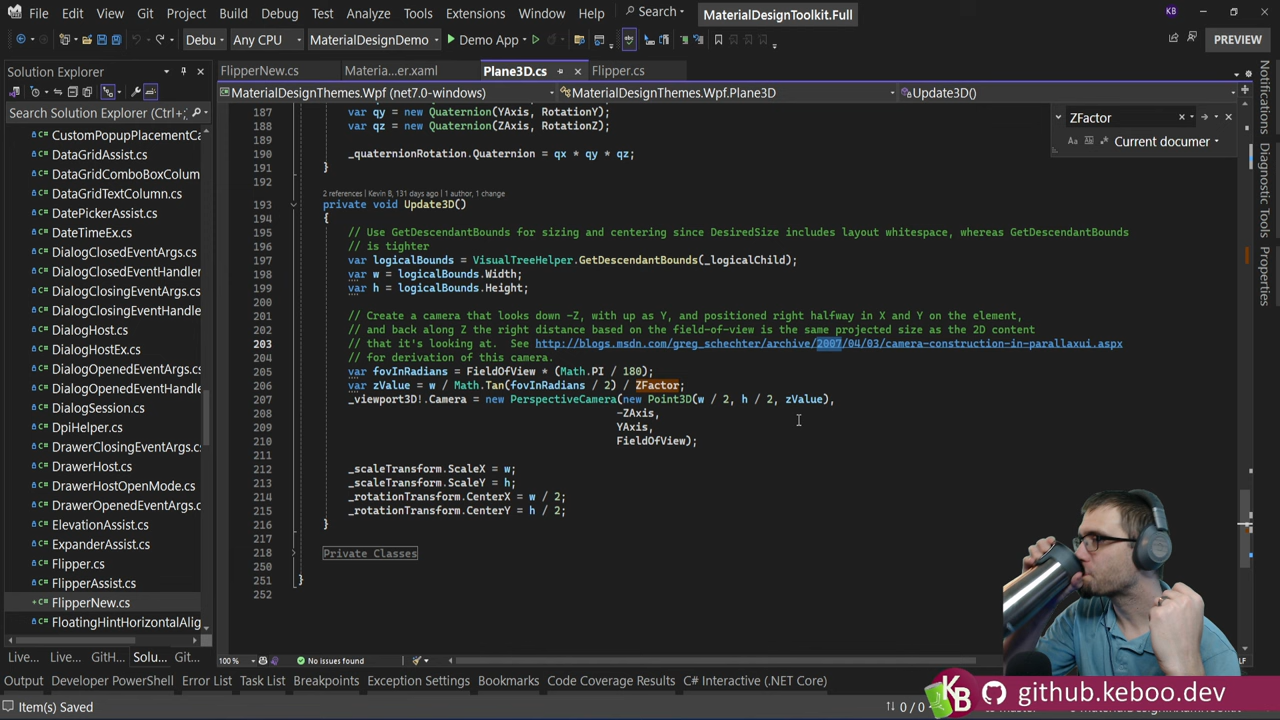 File Edit View Git Project Build Debug Test Analyze Tools Extensions Window Help Search MaterialDesignToolkit.Full KB
Debu Any CPU MaterialDesignDemo Demo App PREVIEW
Solution Explorer
Search Solution Explorer (Ctrl+;
CustomPopupPlacementCa
DataGridAssist.cs
DataGridComboBoxColum
DataGridTextColumn.cs
DatePickerAssist.cs
DateTimeEx.cs
DialogClosedEventArgs.cs
DialogClosedEventHandler
DialogClosingEventArgs.cs
DialogClosingEventHandle
DialogHost.cs
DialogHostEx.cs
DialogSession.cs
DpiHelper.cs
DrawerClosingEventArgs.c
DrawerHost.cs
DrawerHostOpenMode.cs
DrawerOpenedEventArgs.c
ElevationAssist.cs
ExpanderAssist.cs
Flipper.cs
FlipperAssist.cs
FlipperNew.cs
FloatingHintHorizontalAlig
Live... Live... GitH... Solu... Git...
FlipperNew.cs Materia...er.xaml Plane3D.cs Flipper.cs
MaterialDesignThemes.Wpf (net7.0-windows) MaterialDesignThemes.Wpf.Plane3D Update3D()
ZFactor
Aa Current documer
187 var qy = new Quaternion(YAxis, RotationY);
188 var qz = new Quaternion(ZAxis, RotationZ);
189
190 _quaternionRotation.Quaternion = qx * qy * qz;
191 }
192
2 references | Kevin B, 131 days ago | 1 author, 1 change
193 private void Update3D()
194 {
195 // Use GetDescendantBounds for sizing and centering since DesiredSize includes layout whitespace, whereas GetDescendantBounds
196 // is tighter
197 var logicalBounds = VisualTreeHelper.GetDescendantBounds(_logicalChild);
198 var w = logicalBounds.Width;
199 var h = logicalBounds.Height;
200
201 // Create a camera that looks down -Z, with up as Y, and positioned right halfway in X and Y on the element,
202 // and back along Z the right distance based on the field-of-view is the same projected size as the 2D content
203 // that it's looking at. See http://blogs.msdn.com/greg_schechter/archive/2007/04/03/camera-construction-in-parallaxui.aspx
204 // for derivation of this camera.
205 var fovInRadians = FieldOfView * (Math.PI / 180);
206 var zValue = w / Math.Tan(fovInRadians / 2) / ZFactor;
207 _viewport3D!.Camera = new PerspectiveCamera(new Point3D(w / 2, h / 2, zValue),
208 -ZAxis,
209 YAxis,
210 FieldOfView);
211
212 _scaleTransform.ScaleX = w;
213 _scaleTransform.ScaleY = h;
214 _rotationTransform.CenterX = w / 2;
215 _rotationTransform.CenterY = h / 2;
216 }
217
218 Private Classes
250
251 }
252
100 % No issues found
Notifications
Diagnostic Tools
Properties
Output Developer PowerShell Error List Task List Breakpoints Exception Settings Bookmarks Code Coverage Results C# Interactive (.NET Core)
Item(s) Saved 0 / 0
KB github.keboo.dev